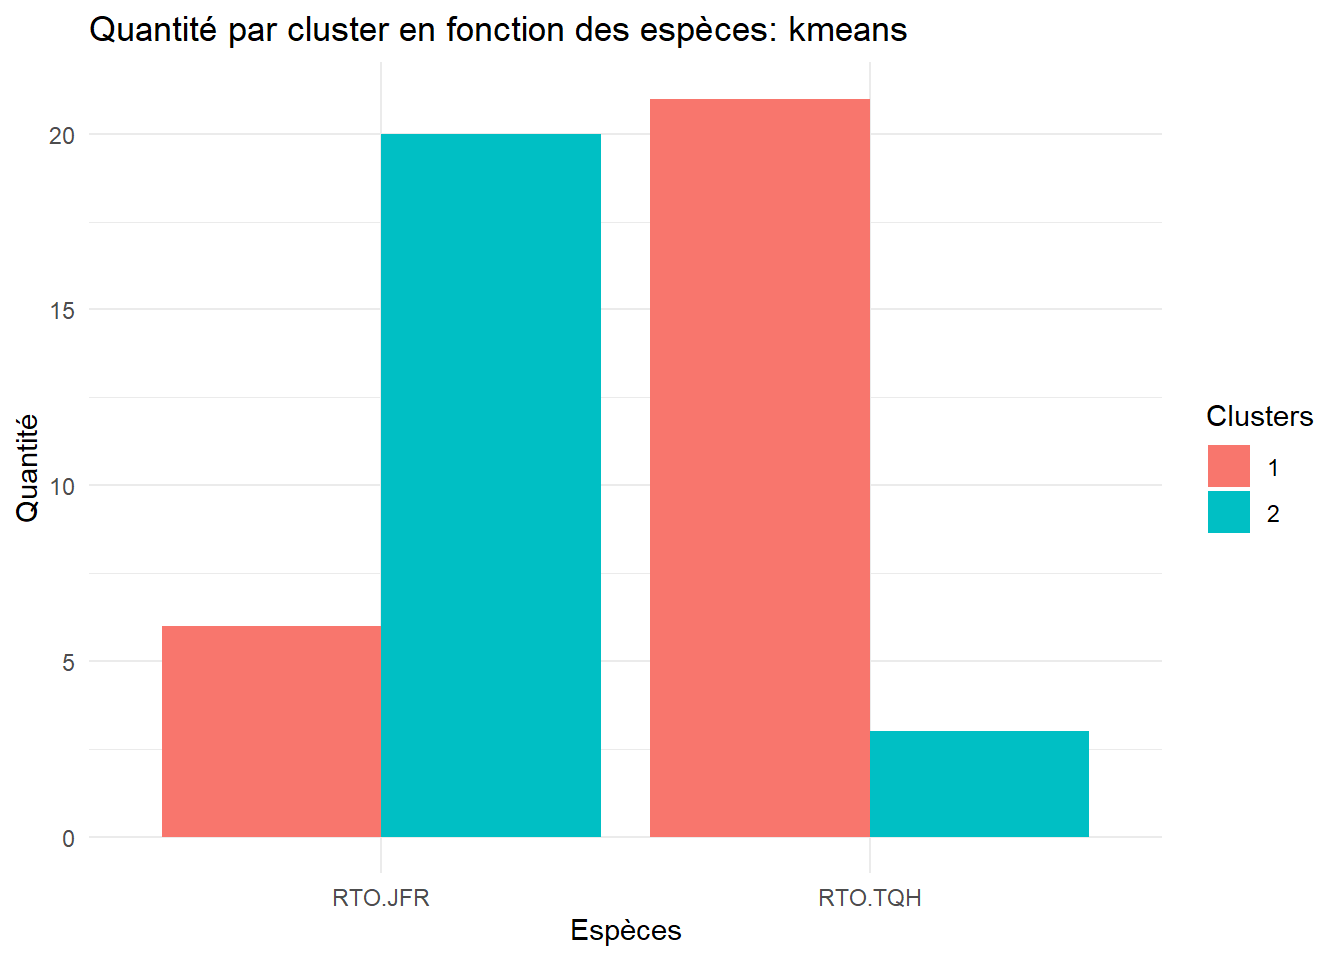 Quantité par cluster en fonction des espèces: kmeans
Quantité
20
15
10
5
0
RTO.JFR
RTO.TQH
Espèces
Clusters
1
2